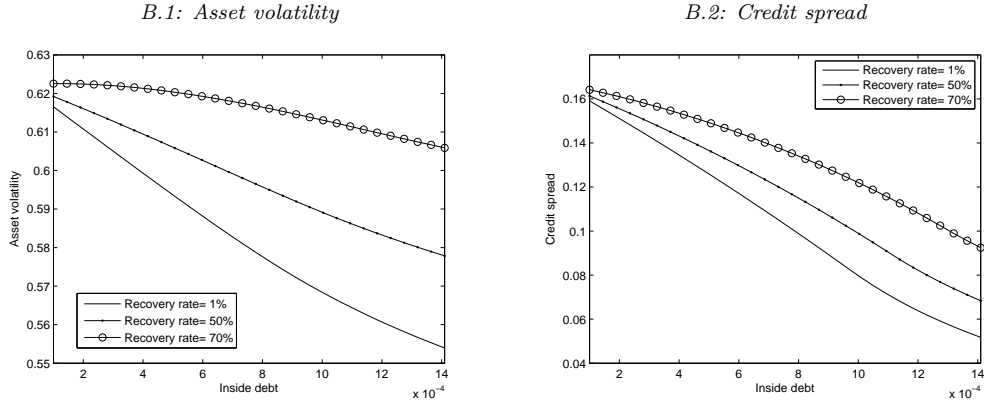 B.1: Asset volatility
0.63
0.62
0.61
0.6
0.59
0.58
0.57
0.56
0.55
Asset volatility
Recovery rate= 1%
Recovery rate= 50%
Recovery rate= 70%
2 4 6 8 10 12 14
Inside debt
x 10⁻⁴
B.2: Credit spread
0.16
0.14
0.12
0.1
0.08
0.06
0.04
Credit spread
Recovery rate= 1%
Recovery rate= 50%
Recovery rate= 70%
2 4 6 8 10 12 14
Inside debt
x 10⁻⁴